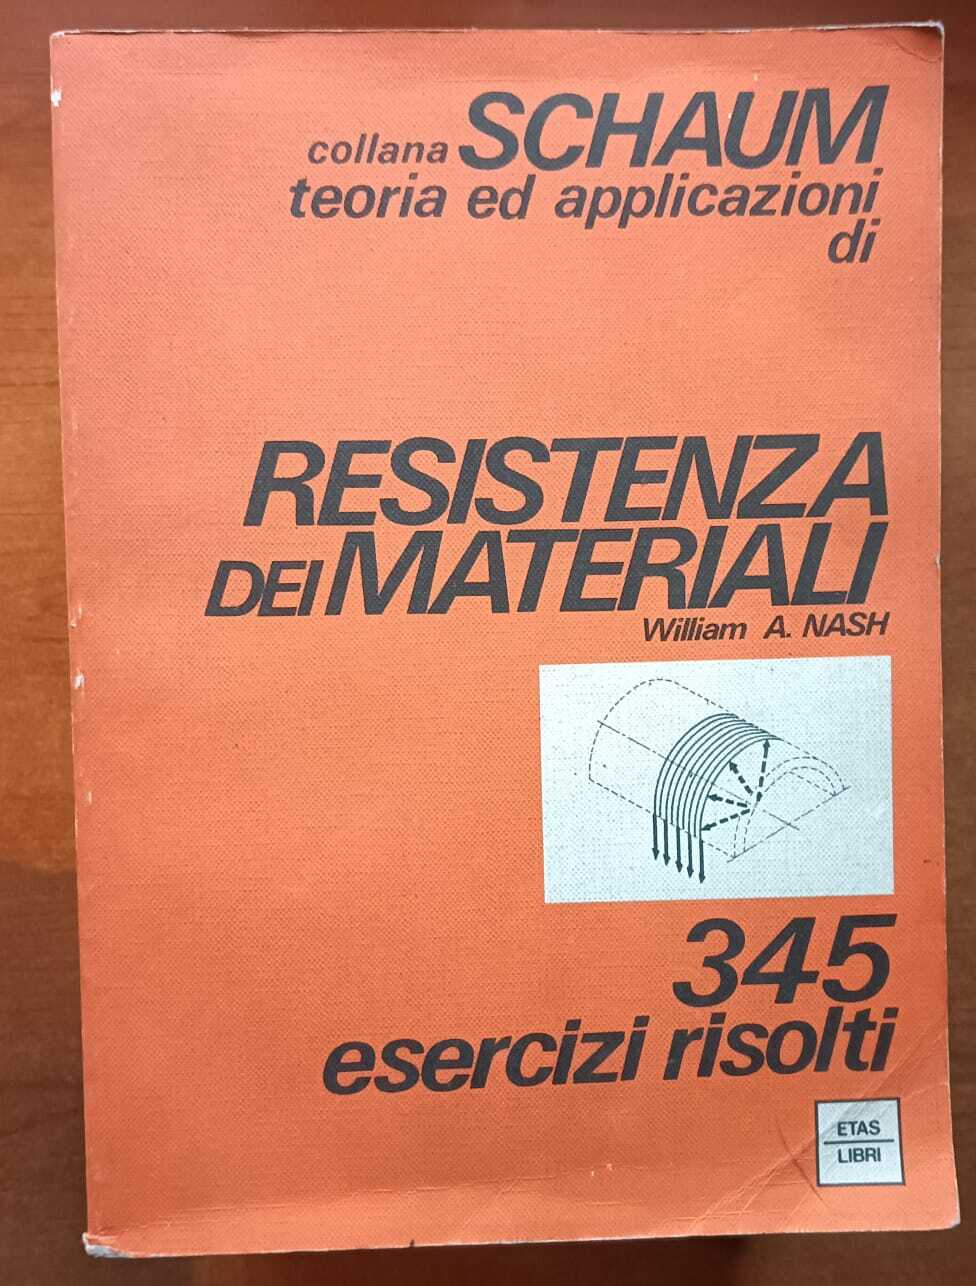 collana SCHAUM
teoria ed applicazioni
di
RESISTENZA
DEI MATERIALI
William A. NASH
345
esercizi risolti
ETAS
LIBRI